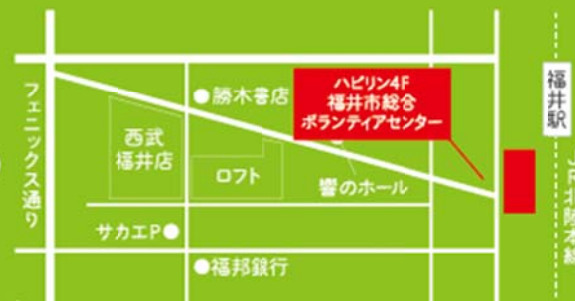 フェニックス通り
●勝木書店
西武
福井店
ロフト
ハピリン4F
福井市総合
ボランティアセンター
響のホール
サカエP●
●福邦銀行
福井駅
JR北陸本線